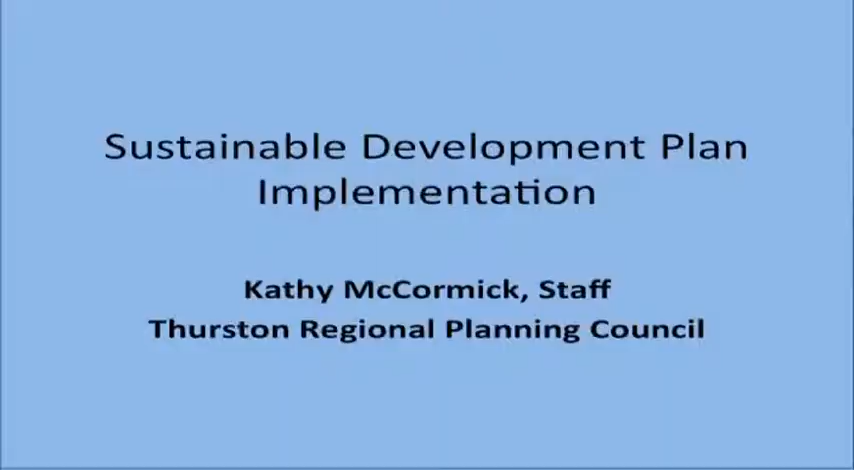 Sustainable Development Plan
Implementation
Kathy McCormick, Staff
Thurston Regional Planning Council